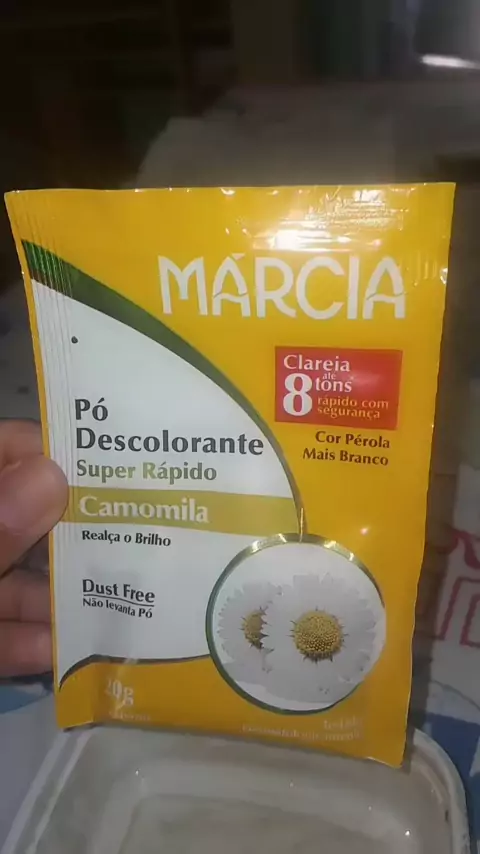 MÁRCIA
Clareia
até
8 tons
rápido com
segurança
Cor Pérola
Mais Branco
Pó
Descolorante
Super Rápido
Camomila
Realça o Brilho
Dust Free
Não levanta Pó
20g